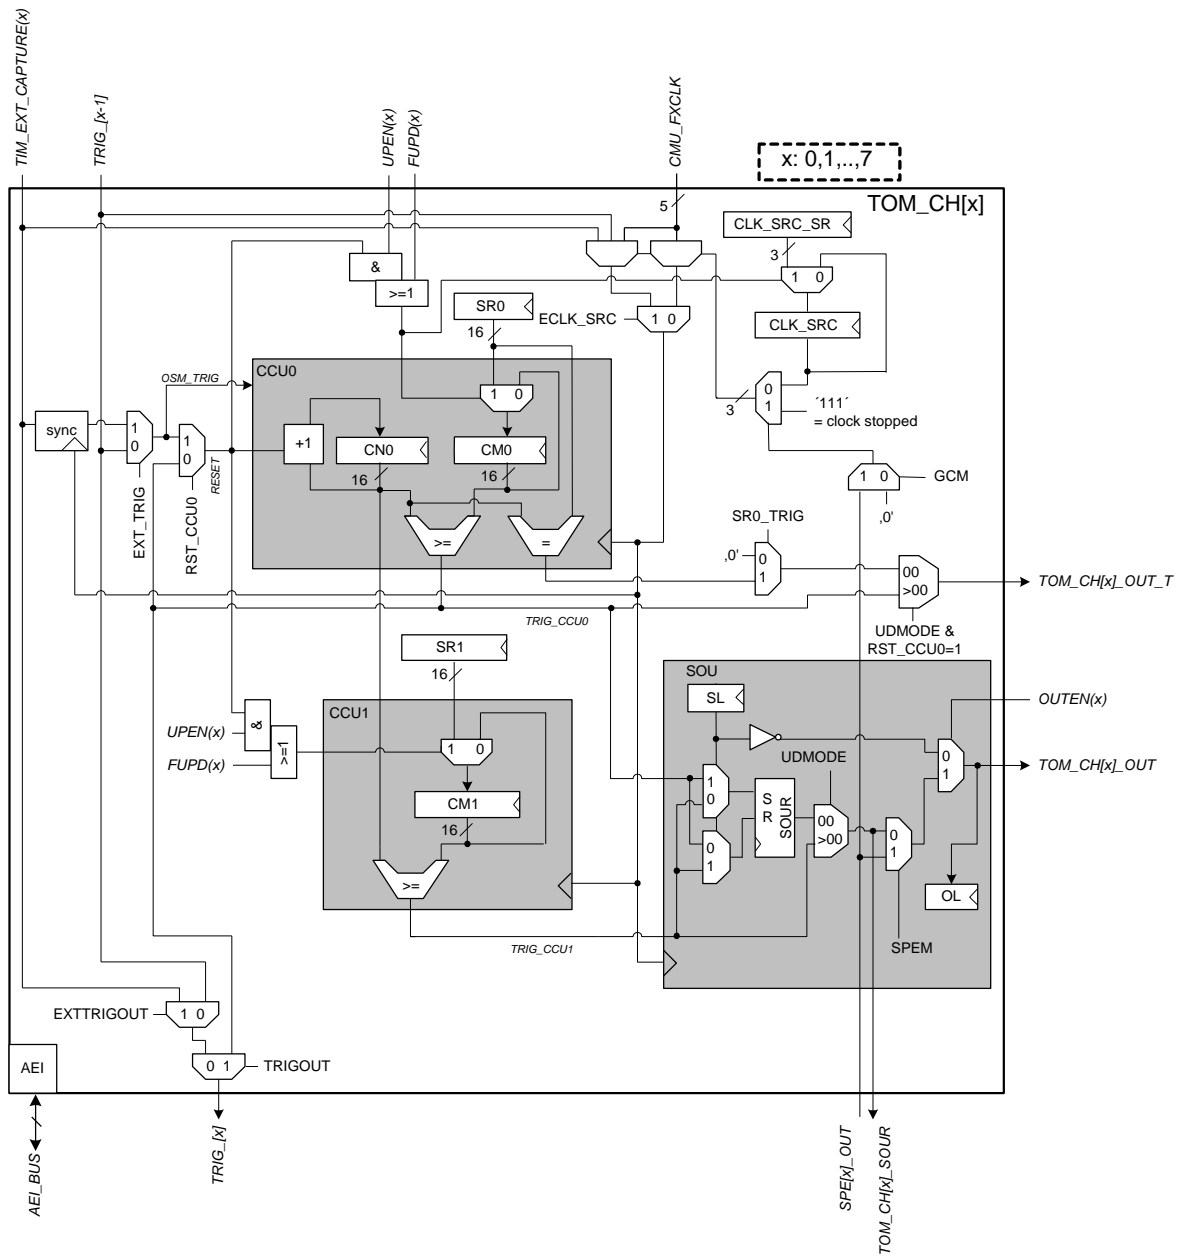 TIM_EXT_CAPTURE(x)
TRIG_[x-1]
UPEN(x)
FUPD(x)
CMU_FXCLK
x: 0,1,..,7
TOM_CH[x]
5
CLK_SRC_SR
3
1 0
&
>=1
SR0
16
ECLK_SRC
1 0
CLK_SRC
CCU0
OSM_TRIG
1 0
0
1
3
´111´
= clock stopped
sync
1
0
1
0
RESET
+1
CN0
CM0
16
16
EXT_TRIG
RST_CCU0
>=
=
1 0
GCM
‚0'
SR0_TRIG
‚0'
0
1
00
>00
TOM_CH[x]_OUT_T
TRIG_CCU0
UDMODE &
RST_CCU0=1
SR1
16
SOU
SL
OUTEN(x)
CCU1
UPEN(x)
&
>=1
FUPD(x)
1 0
UDMODE
0
1
TOM_CH[x]_OUT
CM1
16
1
0
S
R
SOUR
00
>00
0
1
0
1
>=
OL
TRIG_CCU1
SPEM
EXTTRIGOUT
1 0
AEI
0 1
TRIGOUT
AEI_BUS
TRIG_[x]
SPE[x]_OUT
TOM_CH[x]_SOUR